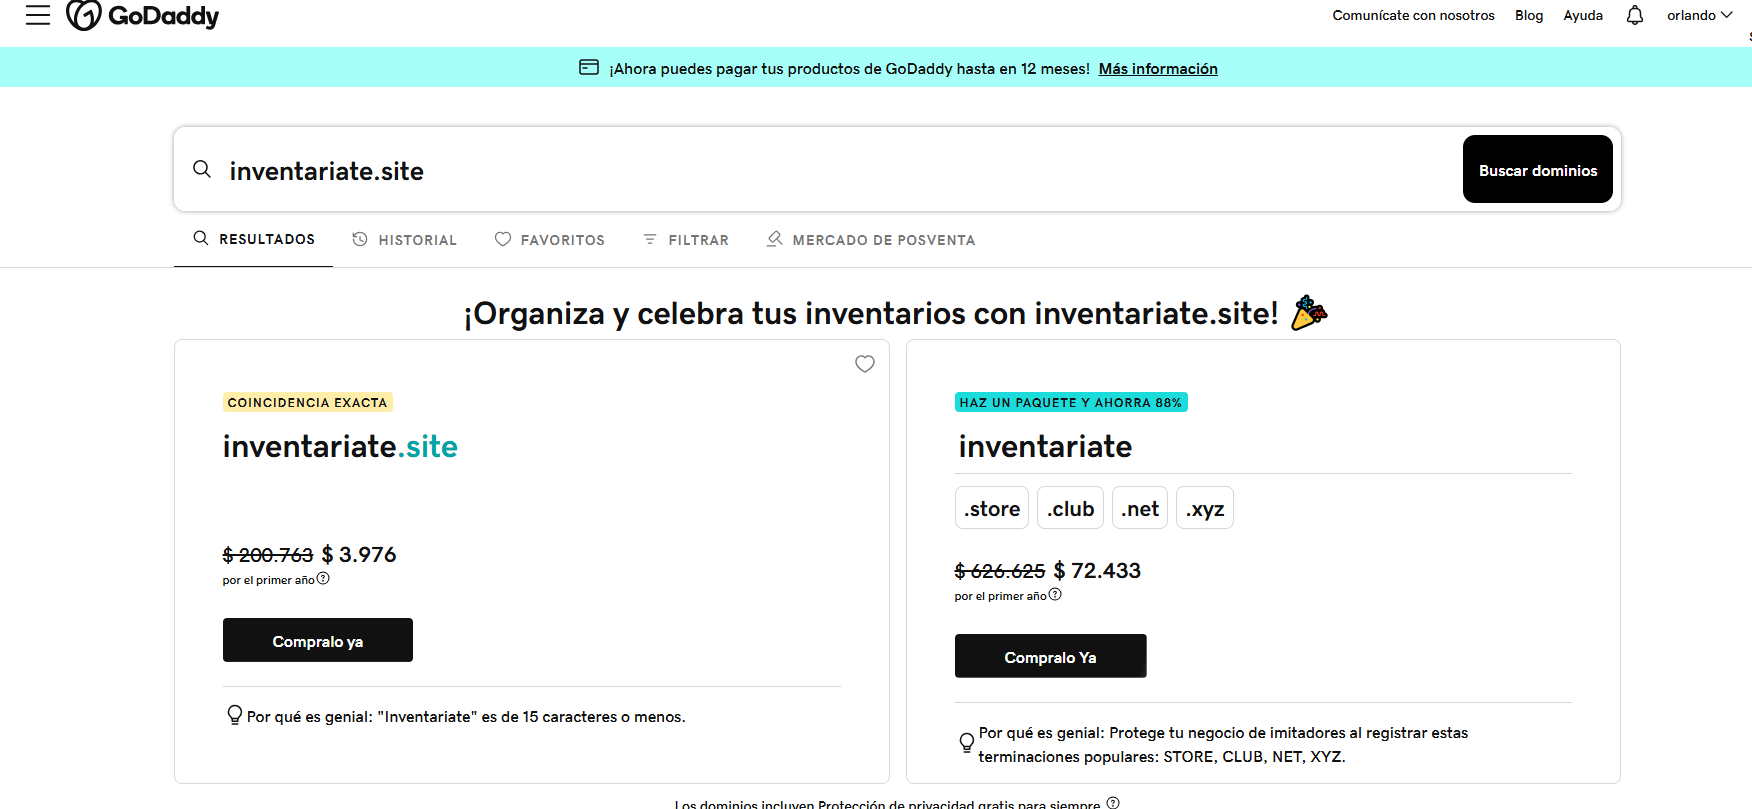 GoDaddy
Comunícate con nosotros Blog Ayuda orlando
¡Ahora puedes pagar tus productos de GoDaddy hasta en 12 meses! Más información
inventariate.site
Buscar dominios
RESULTADOS HISTORIAL FAVORITOS FILTRAR MERCADO DE POSVENTA
¡Organiza y celebra tus inventarios con inventariate.site!
COINCIDENCIA EXACTA
inventariate.site
$ 200.763 $ 3.976
por el primer año
Compralo ya
Por qué es genial: "Inventariate" es de 15 caracteres o menos.
HAZ UN PAQUETE Y AHORRA 88%
inventariate
.store .club .net .xyz
$ 626.625 $ 72.433
por el primer año
Compralo Ya
Por qué es genial: Protege tu negocio de imitadores al registrar estas
terminaciones populares: STORE, CLUB, NET, XYZ.
Los dominios incluyen Protección de privacidad gratis para siempre